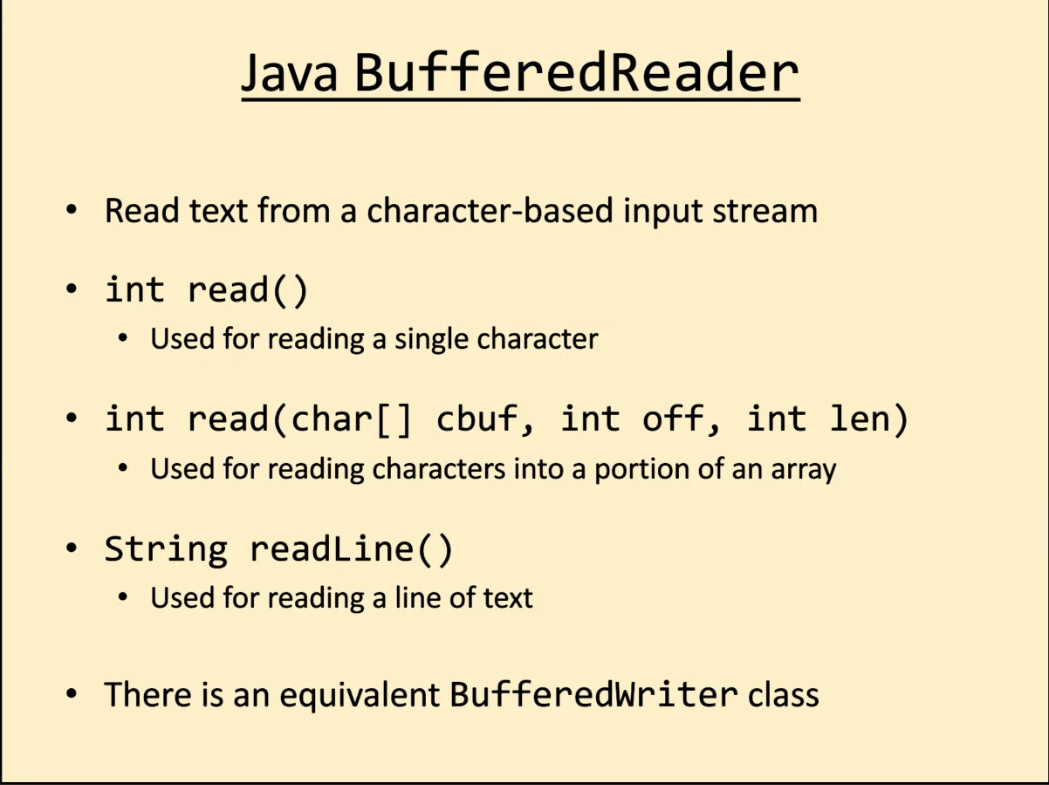 Java BufferedReader
• Read text from a character-based input stream
• int read()
• Used for reading a single character
• int read(char[] cbuf, int off, int len)
• Used for reading characters into a portion of an array
• String readLine()
• Used for reading a line of text
• There is an equivalent BufferedWriter class